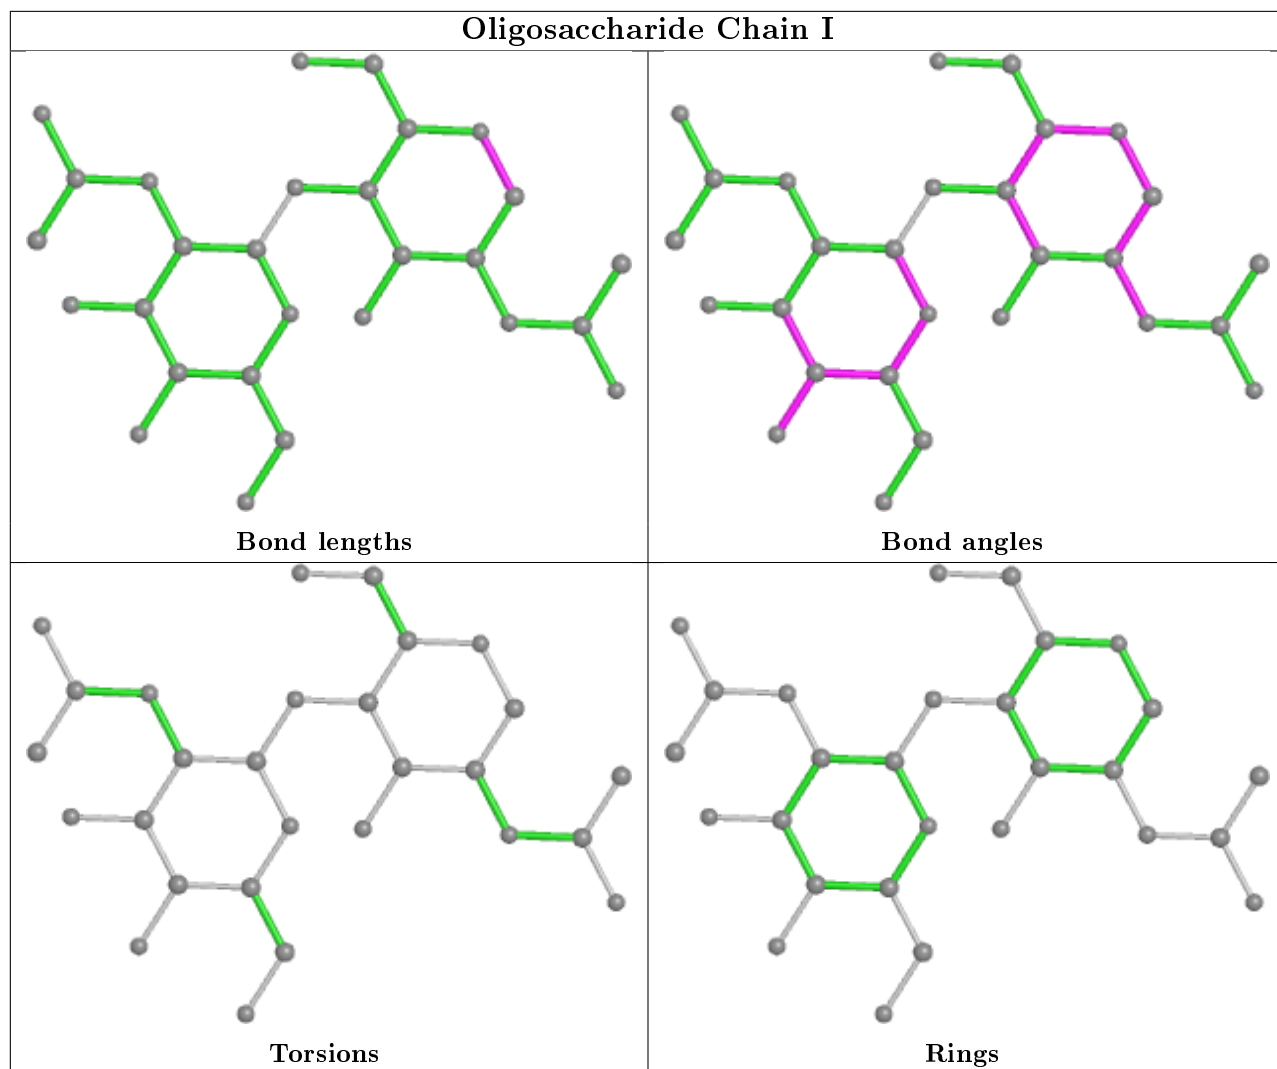 Oligosaccharide Chain I
Bond lengths
Bond angles
Torsions
Rings